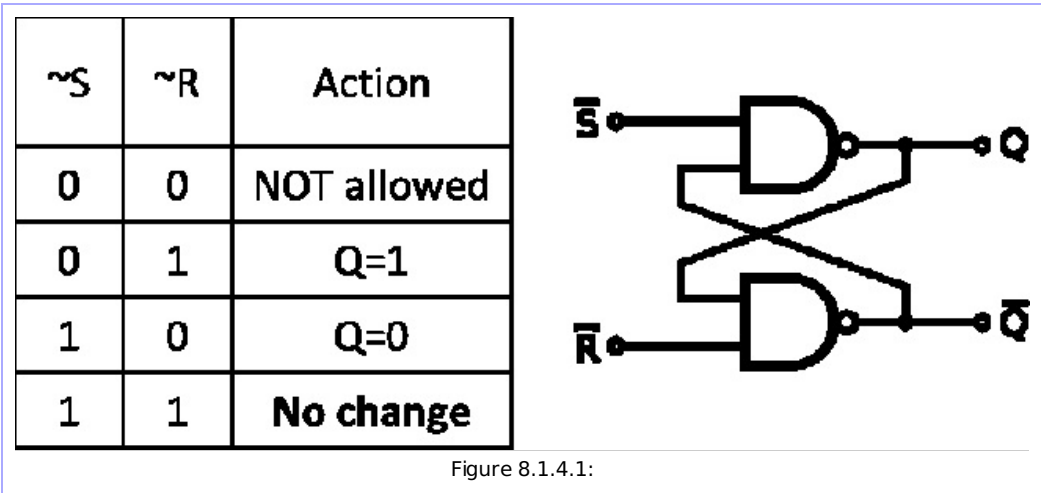 ~S ~R Action
0 0 NOT allowed
0 1 Q=1
1 0 Q=0
1 1 No change
S̅ Q
R̅ Q̅
Figure 8.1.4.1: